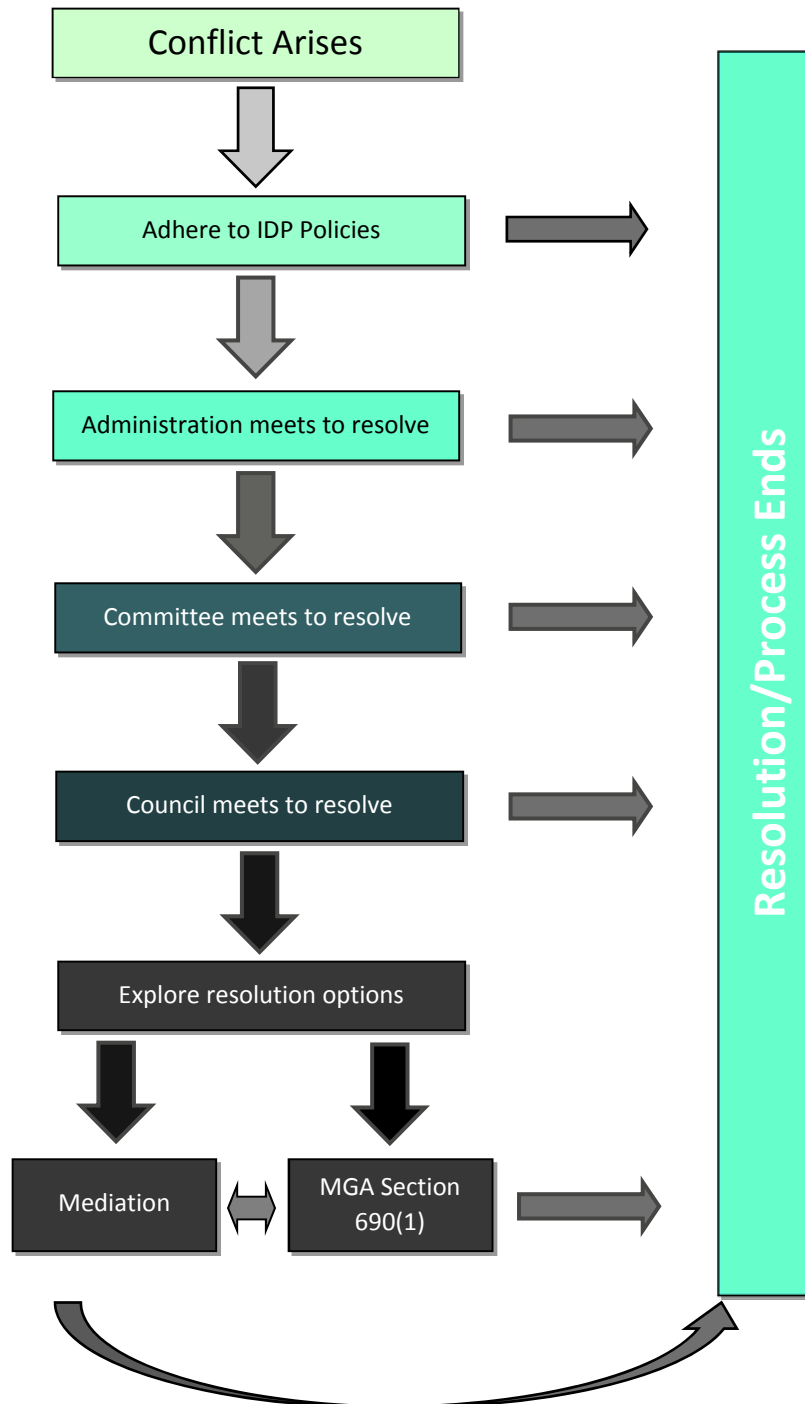 Conflict Arises
Adhere to IDP Policies
Administration meets to resolve
Committee meets to resolve
Council meets to resolve
Explore resolution options
Mediation
MGA Section
690(1)
Resolution/Process Ends